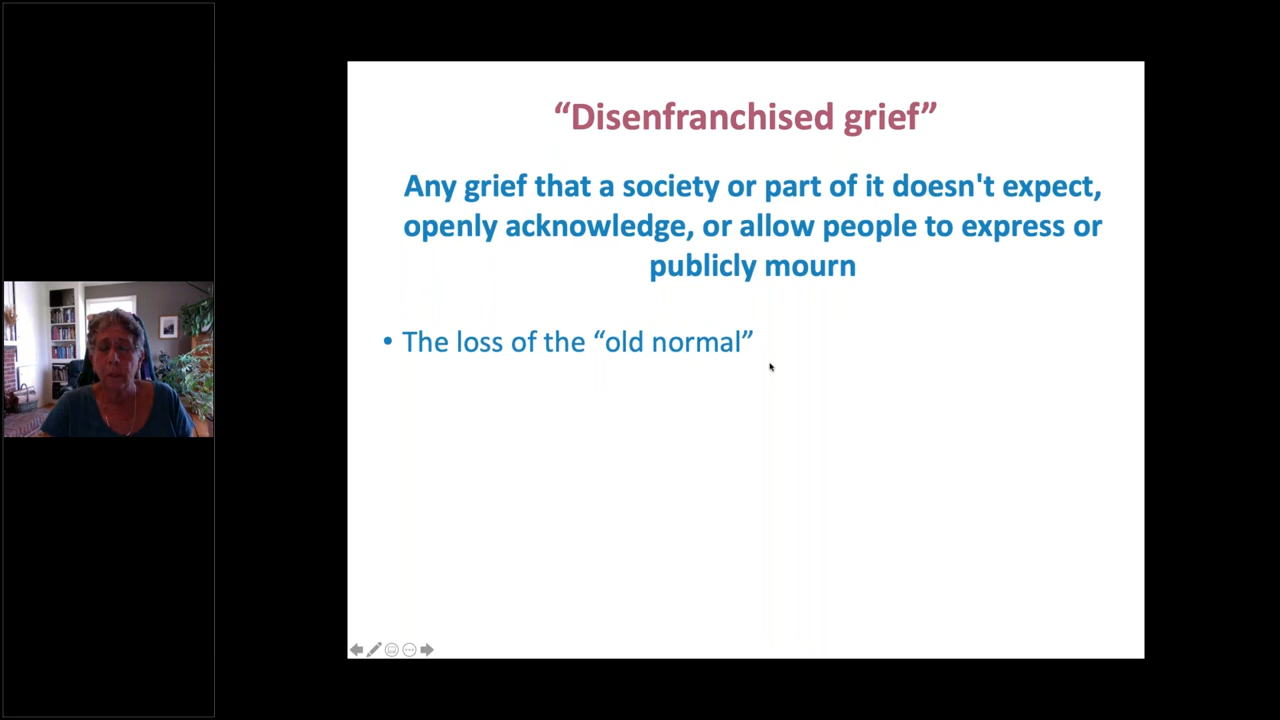 “Disenfranchised grief”
Any grief that a society or part of it doesn't expect,
openly acknowledge, or allow people to express or
publicly mourn
• The loss of the “old normal”